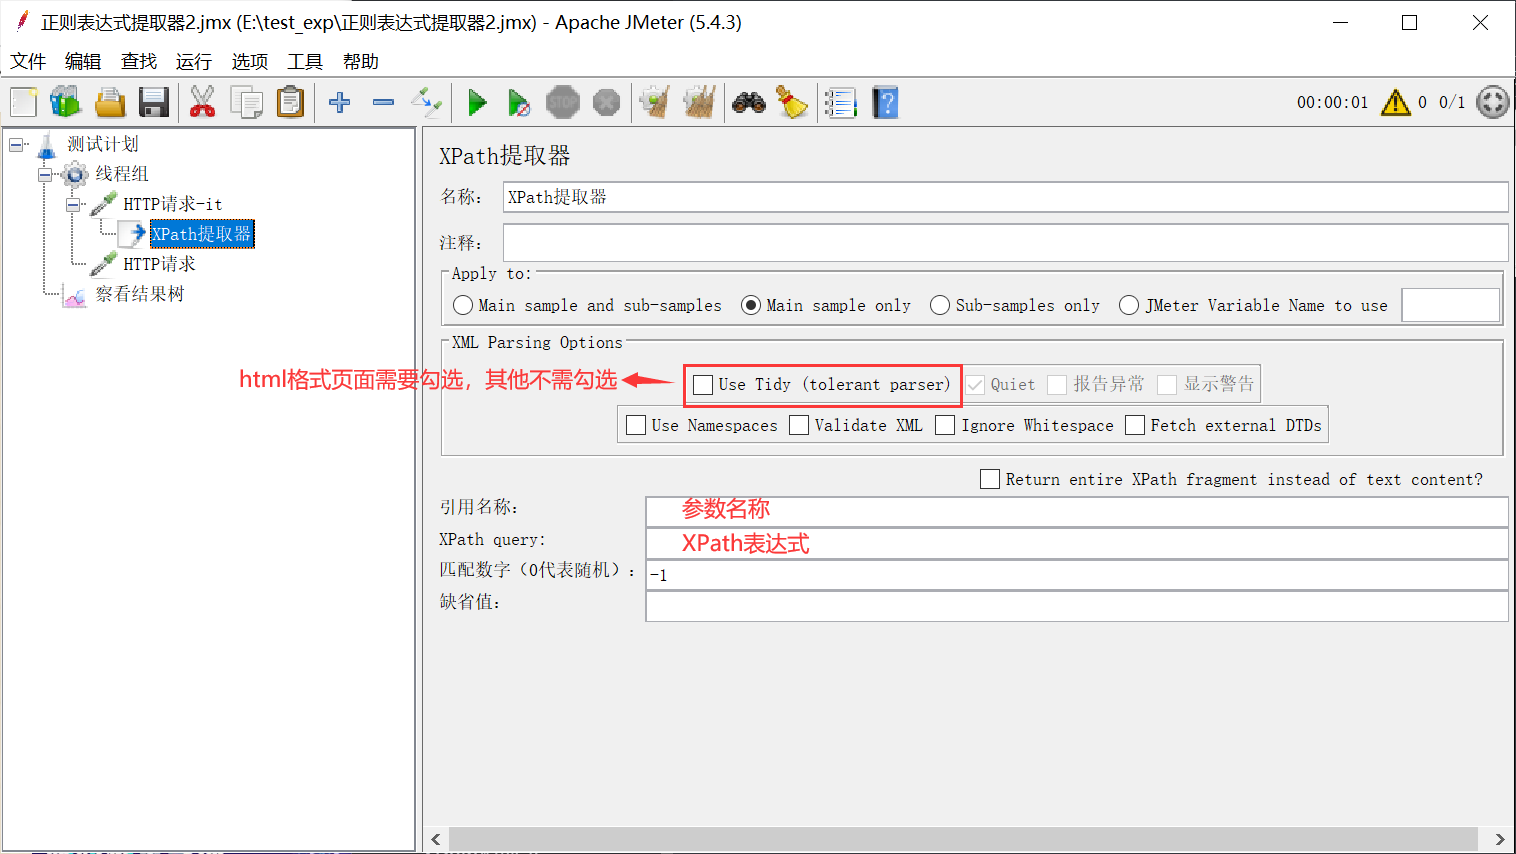 正则表达式提取器2.jmx (E:\test_exp\正则表达式提取器2.jmx) - Apache JMeter (5.4.3)
文件 编辑 查找 运行 选项 工具 帮助
STOP
00:00:01 0 0/1
测试计划
线程组
HTTP请求-it
XPath提取器
HTTP请求
察看结果树
XPath提取器
名称： XPath提取器
注释：
Apply to:
Main sample and sub-samples Main sample only Sub-samples only JMeter Variable Name to use
XML Parsing Options
html格式页面需要勾选，其他不需勾选
Use Tidy (tolerant parser) Quiet 报告异常 显示警告
Use Namespaces Validate XML Ignore Whitespace Fetch external DTDs
Return entire XPath fragment instead of text content?
引用名称： 参数名称
XPath query: XPath表达式
匹配数字（0代表随机）： -1
缺省值：